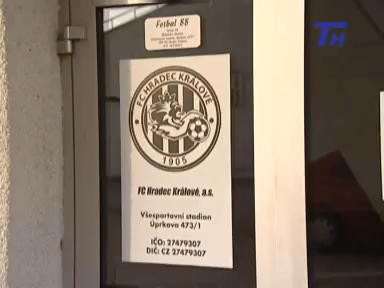 Fotbal 88
TH
FC HRADEC KRÁLOVÉ
1905
FC Hradec Králové, a.s.
Všesportovní stadion
Úprkova 473/1
IČO: 27479307
DIČ: CZ 27479307